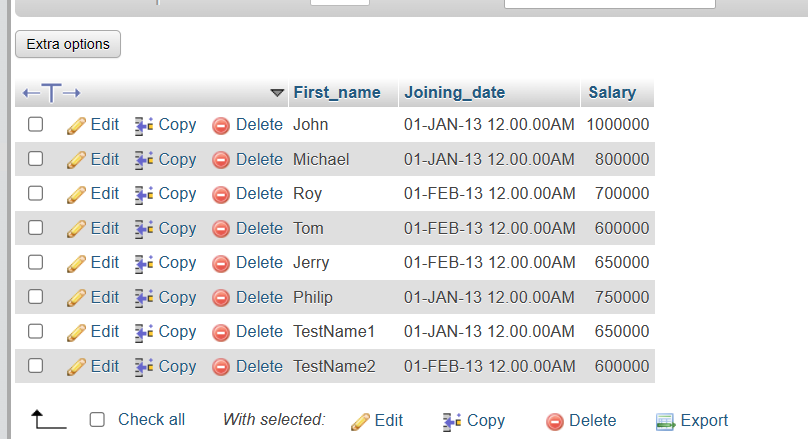 Extra options
First_name Joining_date Salary
Edit Copy Delete John 01-JAN-13 12.00.00AM 1000000
Edit Copy Delete Michael 01-JAN-13 12.00.00AM 800000
Edit Copy Delete Roy 01-FEB-13 12.00.00AM 700000
Edit Copy Delete Tom 01-FEB-13 12.00.00AM 600000
Edit Copy Delete Jerry 01-FEB-13 12.00.00AM 650000
Edit Copy Delete Philip 01-JAN-13 12.00.00AM 750000
Edit Copy Delete TestName1 01-JAN-13 12.00.00AM 650000
Edit Copy Delete TestName2 01-FEB-13 12.00.00AM 600000
Check all With selected: Edit Copy Delete Export